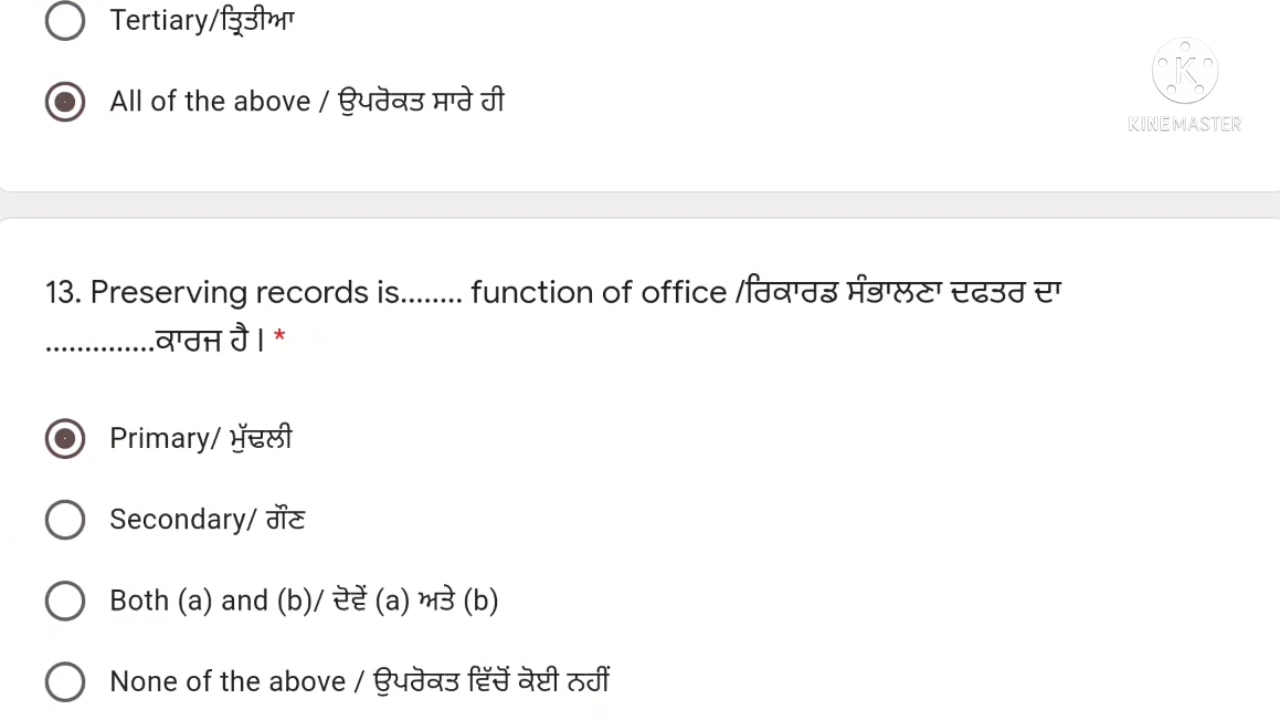 Tertiary/ਤ੍ਰਿਤੀਆ
All of the above / ਉਪਰੋਕਤ ਸਾਰੇ ਹੀ
KINEMASTER
13. Preserving records is........ function of office /ਰਿਕਾਰਡ ਸੰਭਾਲਣਾ ਦਫਤਰ ਦਾ
..............ਕਾਰਜ ਹੈ। *
Primary/ ਮੁੱਢਲੀ
Secondary/ ਗੌਣ
Both (a) and (b)/ ਦੋਵੇਂ (a) ਅਤੇ (b)
None of the above / ਉਪਰੋਕਤ ਵਿੱਚੋਂ ਕੋਈ ਨਹੀਂ